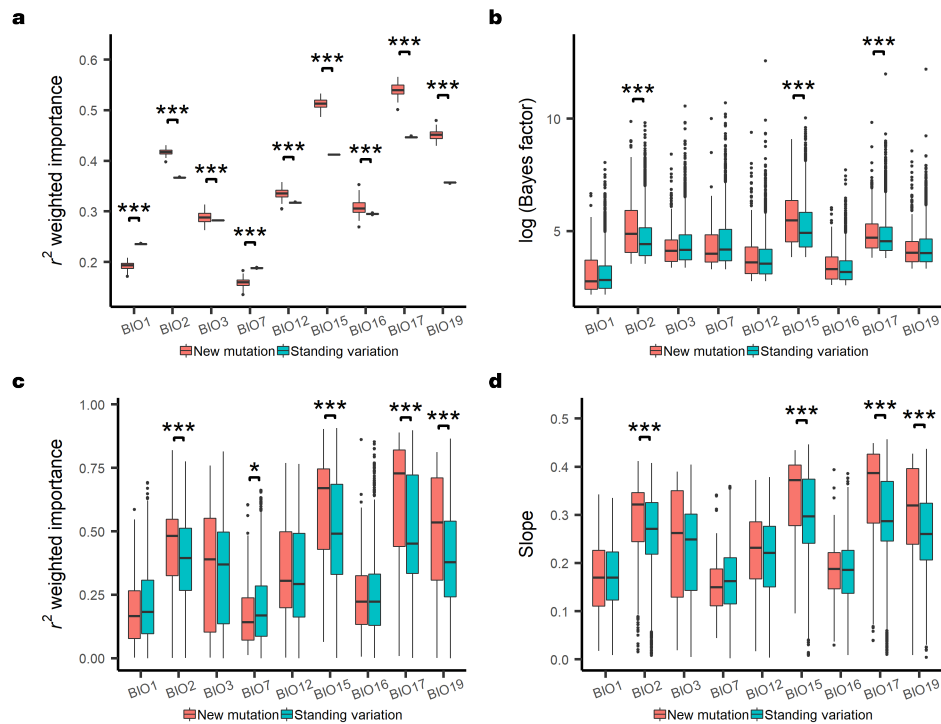 a
r² weighted importance
0.6
0.5
0.4
0.3
0.2
*** *** *** *** *** *** *** *** ***
BIO1 BIO2 BIO3 BIO7 BIO12 BIO15 BIO16 BIO17 BIO19
New mutation Standing variation
b
log (Bayes factor)
10
5
*** *** ***
BIO1 BIO2 BIO3 BIO7 BIO12 BIO15 BIO16 BIO17 BIO19
New mutation Standing variation
c
r² weighted importance
1.00
0.75
0.50
0.25
0.00
*** * *** *** ***
BIO1 BIO2 BIO3 BIO7 BIO12 BIO15 BIO16 BIO17 BIO19
New mutation Standing variation
d
Slope
0.5
0.4
0.3
0.2
0.1
0.0
*** *** *** ***
BIO1 BIO2 BIO3 BIO7 BIO12 BIO15 BIO16 BIO17 BIO19
New mutation Standing variation